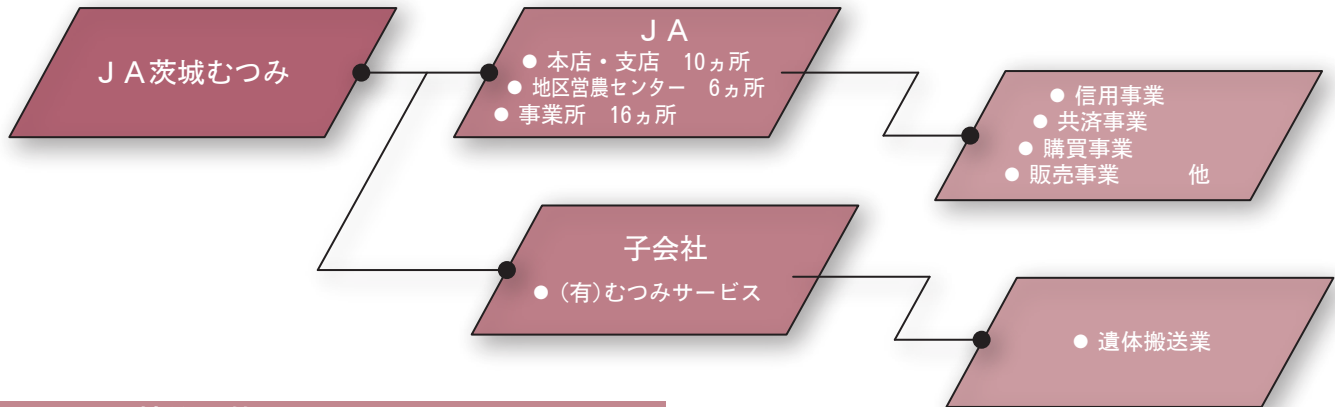 ＪＡ茨城むつみ
ＪＡ
● 本店・支店　10ヵ所
● 地区営農センター　6ヵ所
● 事業所　16ヵ所
● 信用事業
● 共済事業
● 購買事業
● 販売事業　　　他
子会社
● (有)むつみサービス
● 遺体搬送業